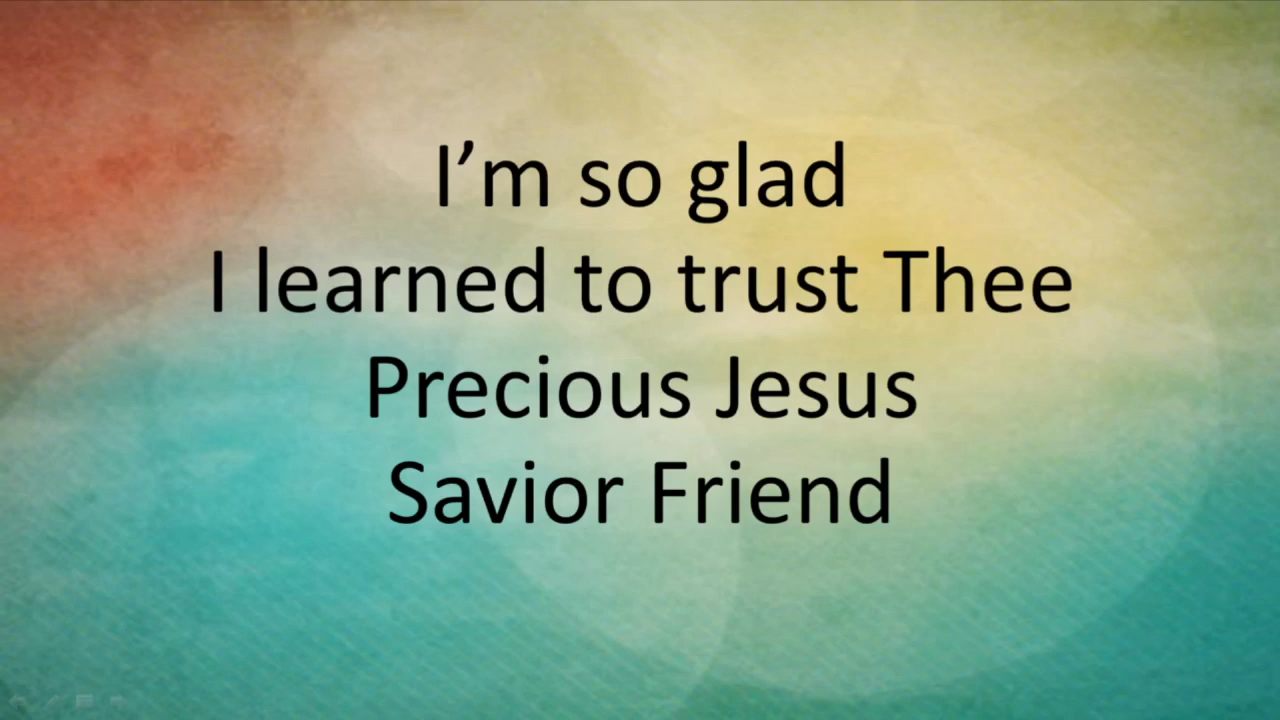 I’m so glad
I learned to trust Thee
Precious Jesus
Savior Friend